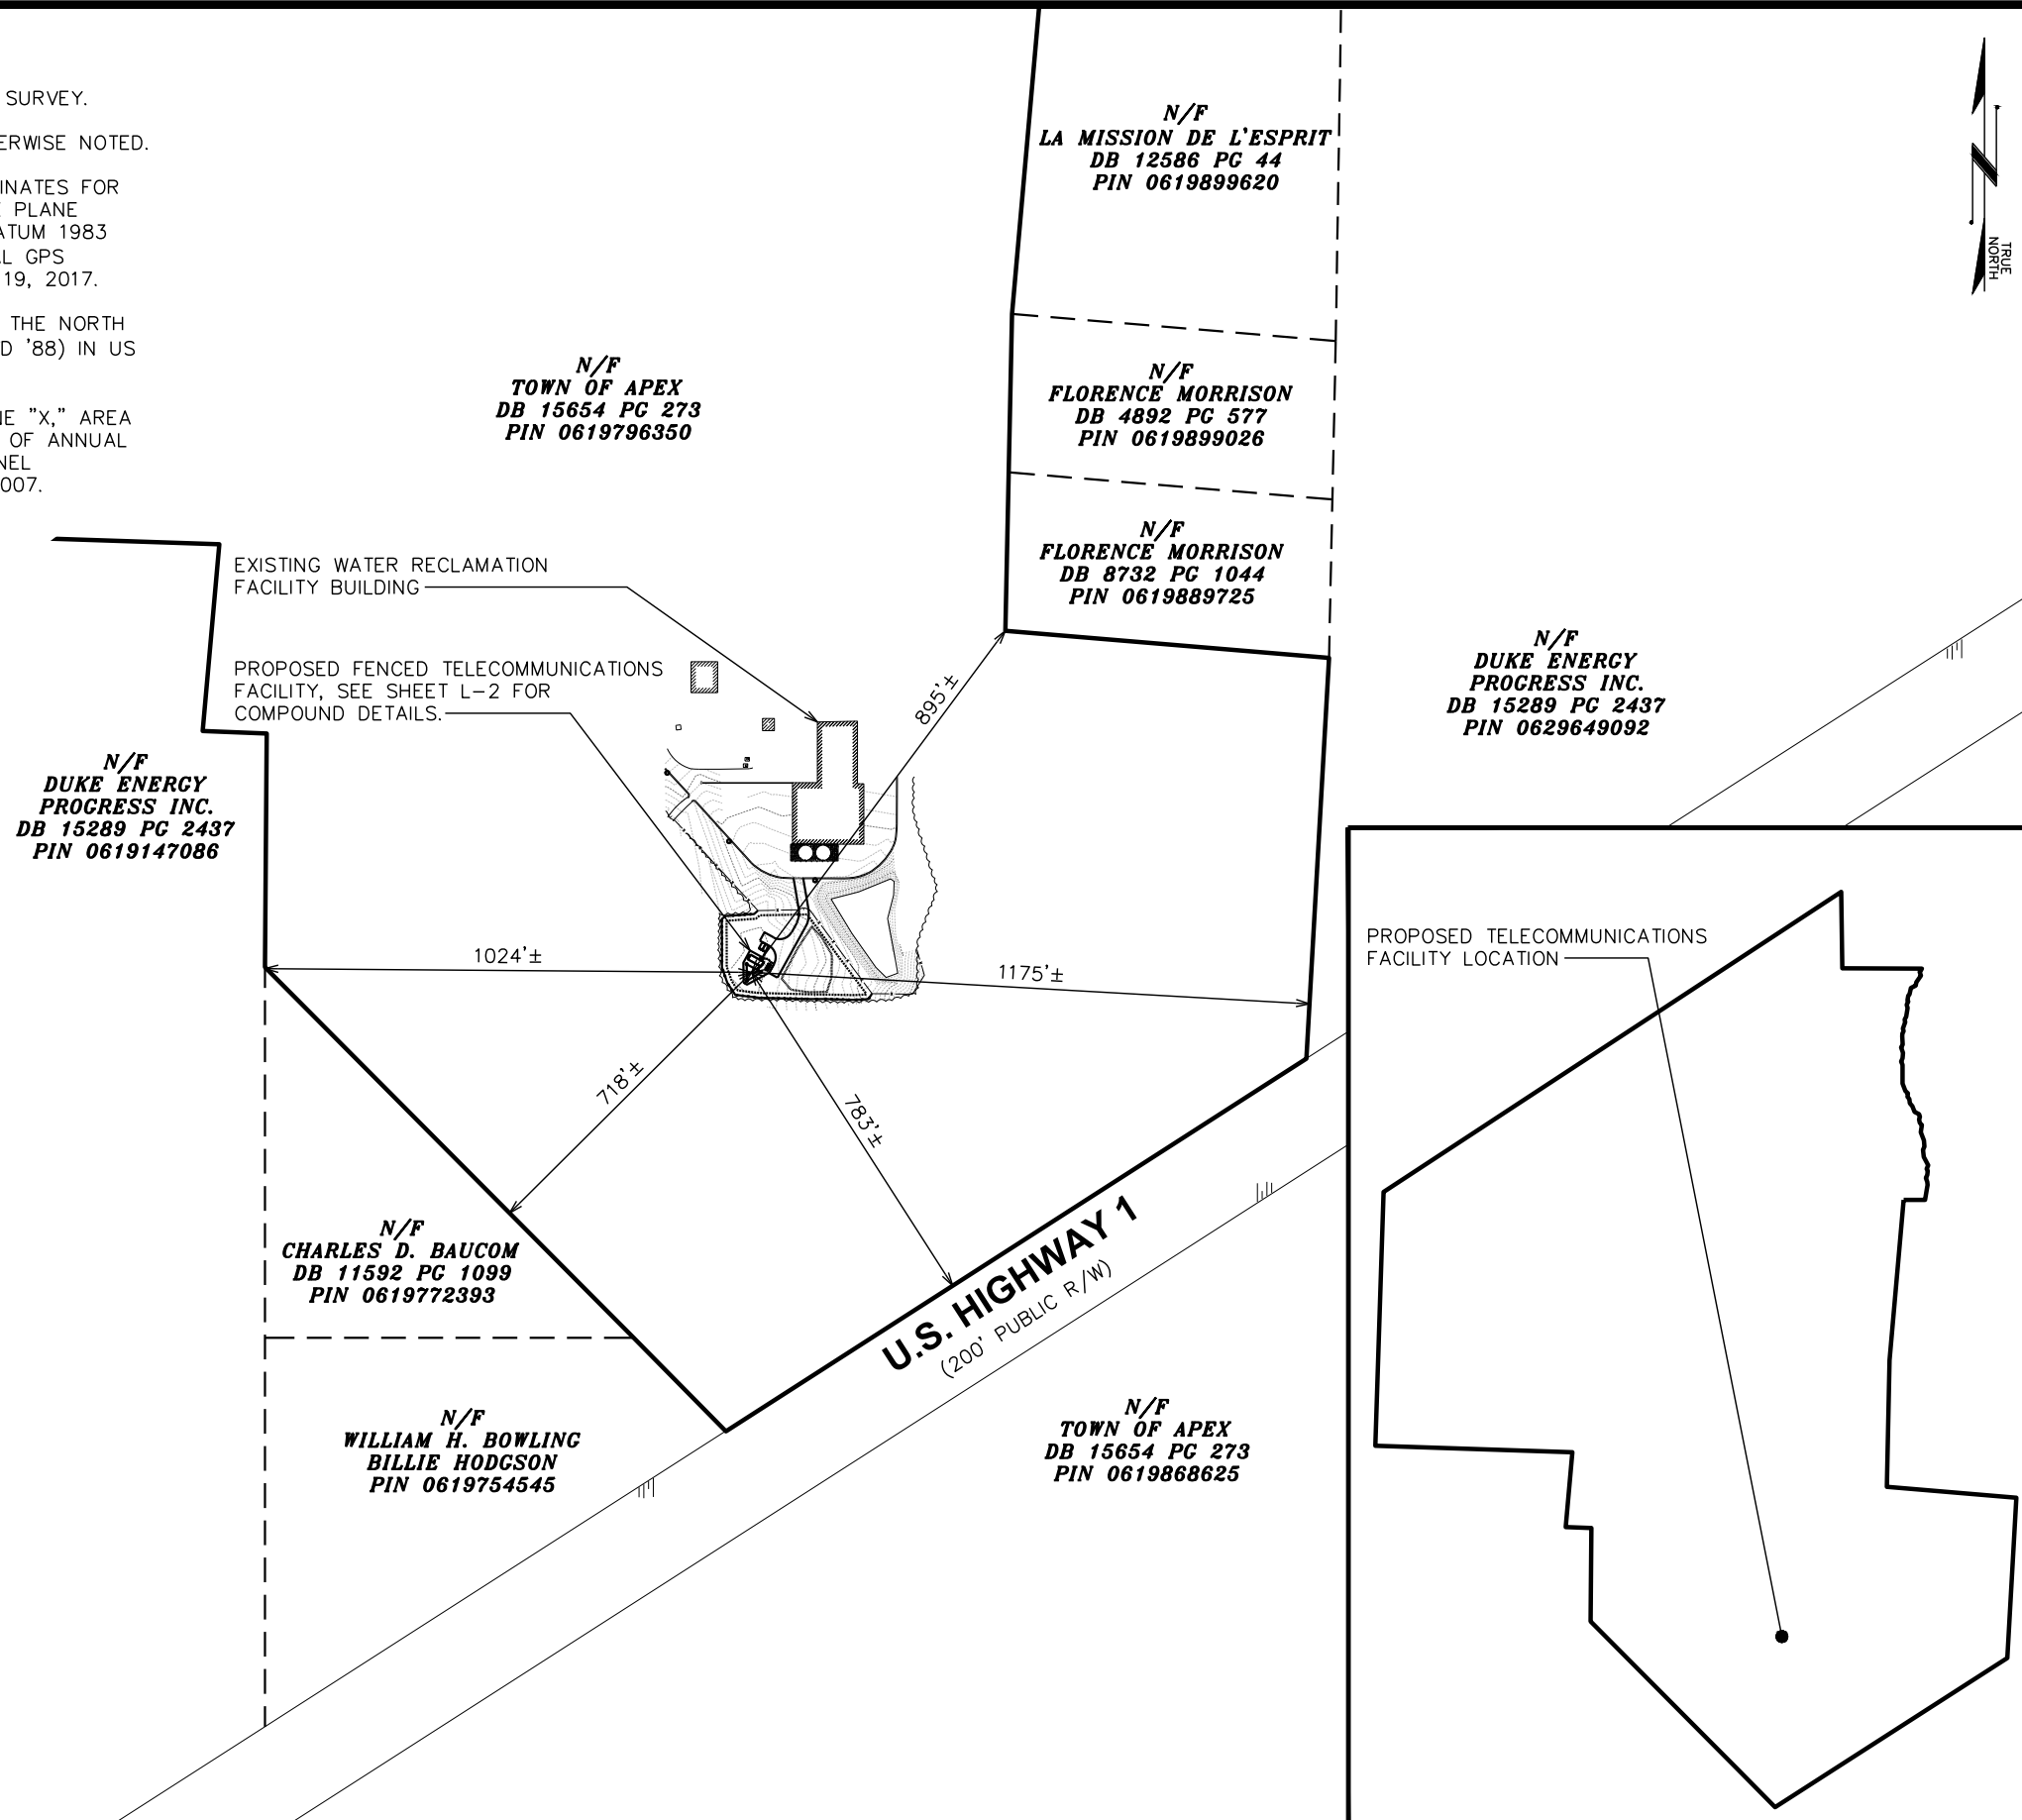 SURVEY.
ERWISE NOTED.
INATES FOR
PLANE
ATUM 1983
L GPS
19, 2017.
THE NORTH
D '88) IN US
NE "X," AREA
OF ANNUAL
NEL
007.
TRUE
NORTH
N/F
LA MISSION DE L'ESPRIT
DB 12586 PG 44
PIN 0619899620
N/F
TOWN OF APEX
DB 15654 PG 273
PIN 0619796350
N/F
FLORENCE MORRISON
DB 4892 PG 577
PIN 0619899026
N/F
FLORENCE MORRISON
DB 8732 PG 1044
PIN 0619889725
EXISTING WATER RECLAMATION
FACILITY BUILDING
PROPOSED FENCED TELECOMMUNICATIONS
FACILITY, SEE SHEET L-2 FOR
COMPOUND DETAILS.
N/F
DUKE ENERGY
PROGRESS INC.
DB 15289 PG 2437
PIN 0629649092
N/F
DUKE ENERGY
PROGRESS INC.
DB 15289 PG 2437
PIN 0619147086
895'±
1024'±
1175'±
718'±
783'±
PROPOSED TELECOMMUNICATIONS
FACILITY LOCATION
N/F
CHARLES D. BAUCOM
DB 11592 PG 1099
PIN 0619772393
U.S. HIGHWAY 1
(200' PUBLIC R/W)
N/F
WILLIAM H. BOWLING
BILLIE HODGSON
PIN 0619754545
N/F
TOWN OF APEX
DB 15654 PG 273
PIN 0619868625